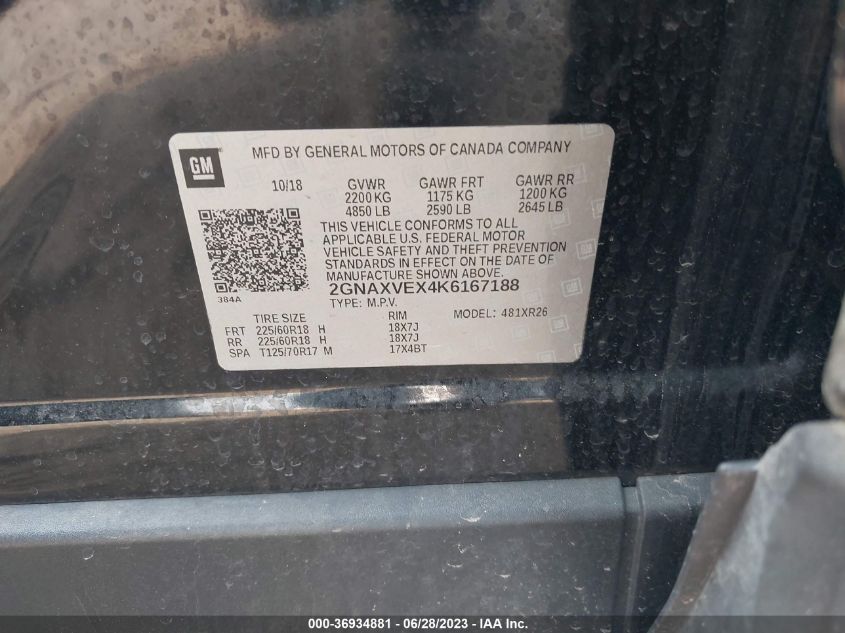 GM
MFD BY GENERAL MOTORS OF CANADA COMPANY
10/18 GVWR GAWR FRT GAWR RR
2200 KG 1175 KG 1200 KG
4850 LB 2590 LB 2645 LB
THIS VEHICLE CONFORMS TO ALL
APPLICABLE U.S. FEDERAL MOTOR
VEHICLE SAFETY AND THEFT PREVENTION
STANDARDS IN EFFECT ON THE DATE OF
MANUFACTURE SHOWN ABOVE.
384A
2GNAXVEX4K6167188
TYPE: M.P.V.
TIRE SIZE RIM MODEL: 481XR26
FRT 225/60R18 H 18X7J
RR 225/60R18 H 18X7J
SPA T125/70R17 M 17X4BT
000-36934881 - 06/28/2023 - IAA US